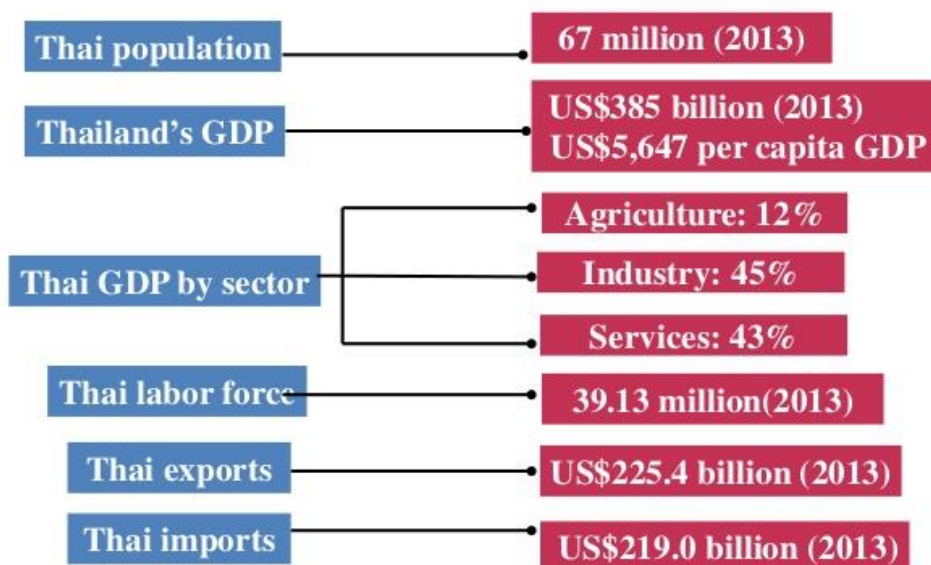 Thai population
67 million (2013)
Thailand's GDP
US$385 billion (2013)
US$5,647 per capita GDP
Thai GDP by sector
Agriculture: 12%
Industry: 45%
Services: 43%
Thai labor force
39.13 million(2013)
Thai exports
US$225.4 billion (2013)
Thai imports
US$219.0 billion (2013)